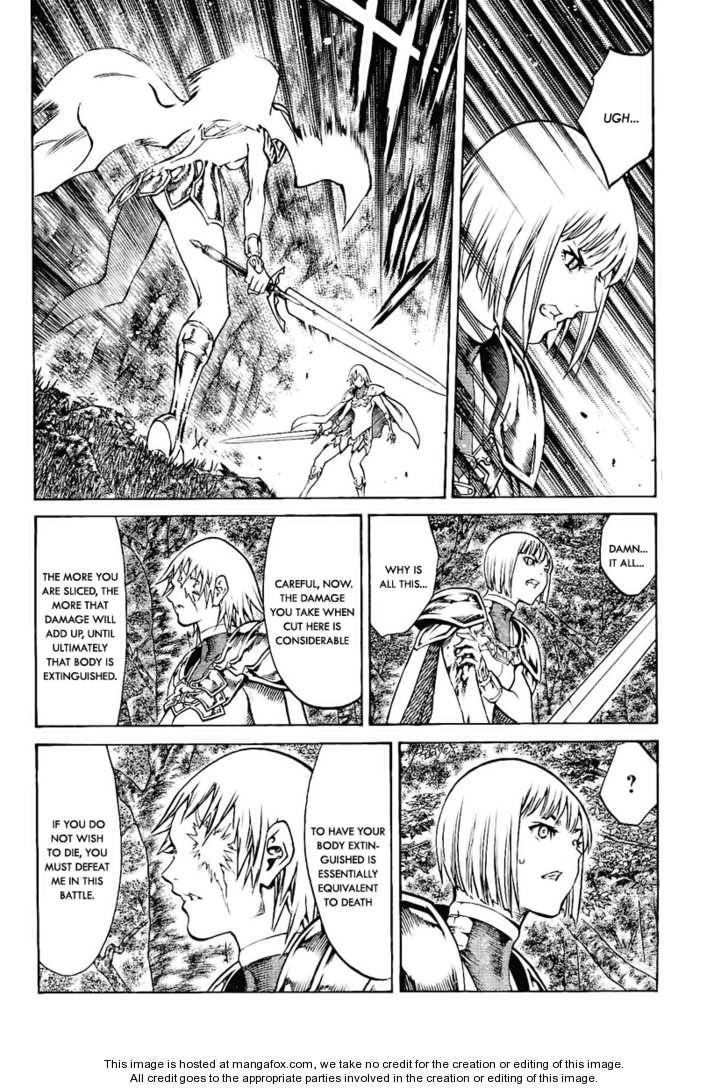 UGH...
DAMN...
IT ALL...
WHY IS
ALL THIS...
CAREFUL, NOW.
THE DAMAGE
YOU TAKE WHEN
CUT HERE IS
CONSIDERABLE
THE MORE YOU
ARE SLICED, THE
MORE THAT
DAMAGE WILL
ADD UP, UNTIL
ULTIMATELY
THAT BODY IS
EXTINGUISHED.
?
TO HAVE YOUR
BODY EXTIN-
GUISHED IS
ESSENTIALLY
EQUIVALENT
TO DEATH
IF YOU DO
NOT WISH
TO DIE, YOU
MUST DEFEAT
ME IN THIS
BATTLE.
This image is hosted at mangafox.com, we take no credit for the creation or editing of this image.
All credit goes to the appropriate parties involved in the creation or editing of this image.